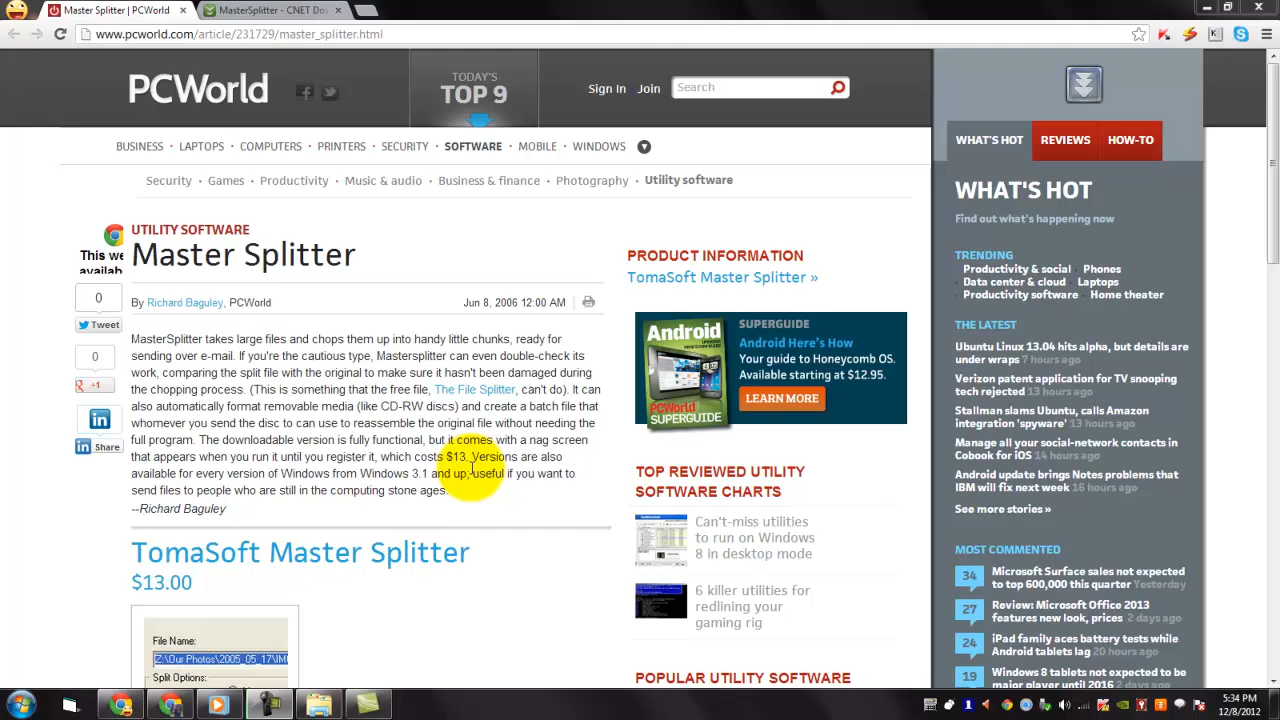 Master Splitter | PCWorld
MasterSplitter - CNET Do
www.pcworld.com/article/231729/master_splitter.html
PCWorld
TODAY'S
TOP 9
Sign In
Join
Search
BUSINESS · LAPTOPS · COMPUTERS · PRINTERS · SECURITY · SOFTWARE · MOBILE · WINDOWS
Security · Games · Productivity · Music & audio · Business & finance · Photography · Utility software
UTILITY SOFTWARE
Master Splitter
This we
availab
By Richard Baguley, PCWorld
Jun 8, 2006 12:00 AM
0
Tweet
0
+1
in
in Share
MasterSplitter takes large files and chops them up into handy little chunks, ready for
sending over e-mail. If you're the cautious type, Mastersplitter can even double-check its
work, comparing the split file with the original to make sure it hasn't been damaged during
the chopping process. (This is something that the free file, The File Splitter, can't do). It can
also automatically format removable media (like CD-RW discs) and create a batch file that
whomever you send the disc to can use to reassemble the original file without needing the
full program. The downloadable version is fully functional, but it comes with a nag screen
that appears when you run it until you register it, which costs $13. Versions are also
available for every version of Windows from Windows 3.1 and up; useful if you want to
send files to people who are still in the computing stone ages.
--Richard Baguley
TomaSoft Master Splitter
$13.00
File Name:
Z:\Our Photos\2005_05_17\IM
Split Options:
PRODUCT INFORMATION
TomaSoft Master Splitter »
Android
SUPERGUIDE
PCWorld
SUPERGUIDE
Android Here's How
Your guide to Honeycomb OS.
Available starting at $12.95.
LEARN MORE
TOP REVIEWED UTILITY
SOFTWARE CHARTS
Can't-miss utilities
to run on Windows
8 in desktop mode
6 killer utilities for
redlining your
gaming rig
POPULAR UTILITY SOFTWARE
WHAT'S HOT
REVIEWS
HOW-TO
WHAT'S HOT
Find out what's happening now
TRENDING
Productivity & social · Phones
Data center & cloud · Laptops
Productivity software · Home theater
THE LATEST
Ubuntu Linux 13.04 hits alpha, but details are
under wraps 7 hours ago
Verizon patent application for TV snooping
tech rejected 13 hours ago
Stallman slams Ubuntu, calls Amazon
integration 'spyware' 13 hours ago
Manage all your social-network contacts in
Cobook for iOS 14 hours ago
Android update brings Notes problems that
IBM will fix next week 16 hours ago
See more stories »
MOST COMMENTED
34
Microsoft Surface sales not expected
to top 600,000 this quarter Yesterday
27
Review: Microsoft Office 2013
features new look, prices 2 days ago
24
iPad family aces battery tests while
Android tablets lag 20 hours ago
19
Windows 8 tablets not expected to be
major player until 2016 2 days ago
5:34 PM
12/8/2012